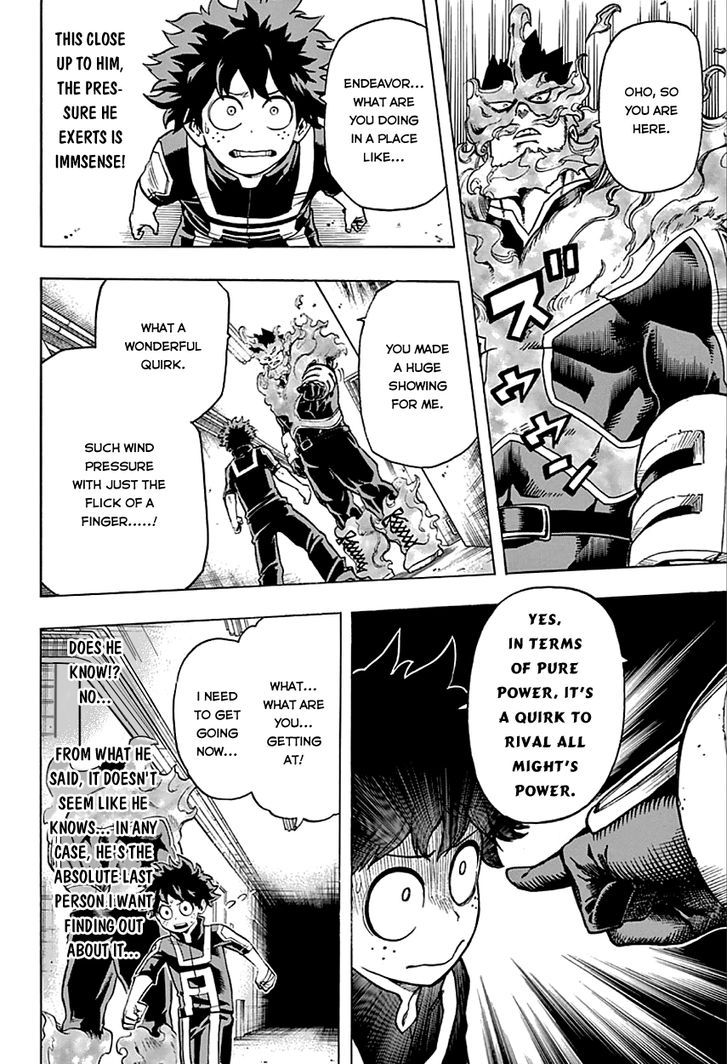 OHO, SO
YOU ARE
HERE.
ズ
ウ
ウ
ン
ENDEAVOR...
WHAT ARE
YOU DOING
IN A PLACE
LIKE...
THIS CLOSE
UP TO HIM,
THE PRES-
SURE HE
EXERTS IS
IMMSENSE!
YOU MADE
A HUGE
SHOWING
FOR ME.
WHAT A
WONDERFUL
QUIRK.
SUCH WIND
PRESSURE
WITH JUST THE
FLICK OF A
FINGER.....!
YES,
IN TERMS
OF PURE
POWER, IT'S
A QUIRK TO
RIVAL ALL
MIGHT'S
POWER.
WHAT...
WHAT ARE
YOU...
GETTING
AT!
I NEED
TO GET
GOING
NOW...
DOES HE
KNOW!?
NO...
FROM WHAT HE
SAID, IT DOESN'T
SEEM LIKE HE
KNOWS... IN ANY
CASE, HE'S THE
ABSOLUTE LAST
PERSON I WANT
FINDING OUT
ABOUT IT...